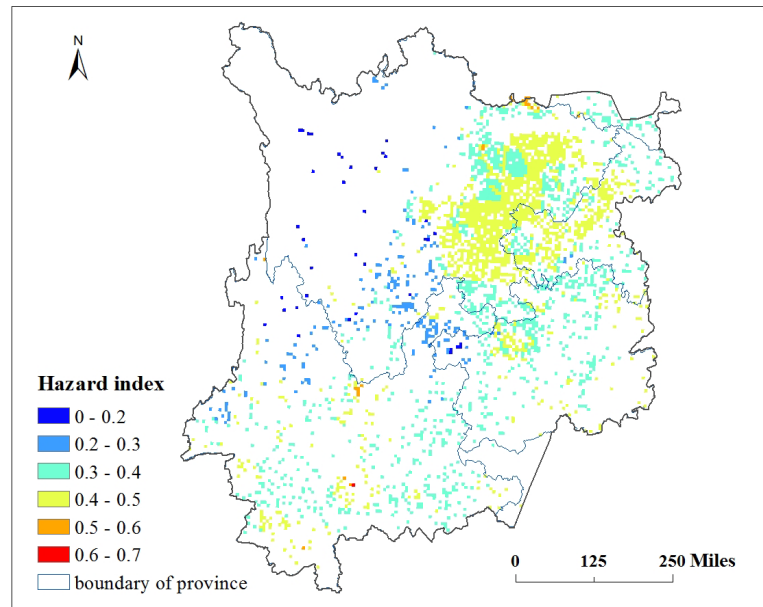 N
Hazard index
0 - 0.2
0.2 - 0.3
0.3 - 0.4
0.4 - 0.5
0.5 - 0.6
0.6 - 0.7
boundary of province
0 125 250 Miles